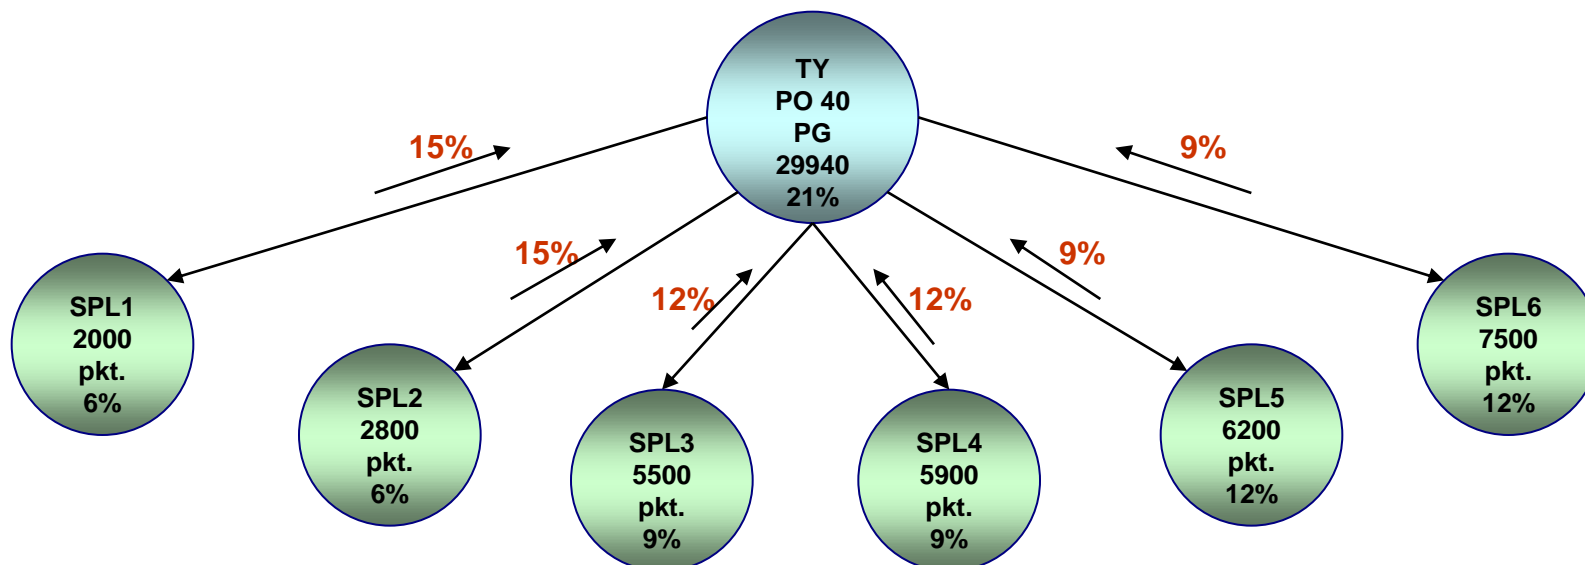 TY
PO 40
PG
29940
21%
15%
9%
15%
9%
12%
12%
SPL1
2000
pkt.
6%
SPL2
2800
pkt.
6%
SPL3
5500
pkt.
9%
SPL4
5900
pkt.
9%
SPL5
6200
pkt.
12%
SPL6
7500
pkt.
12%